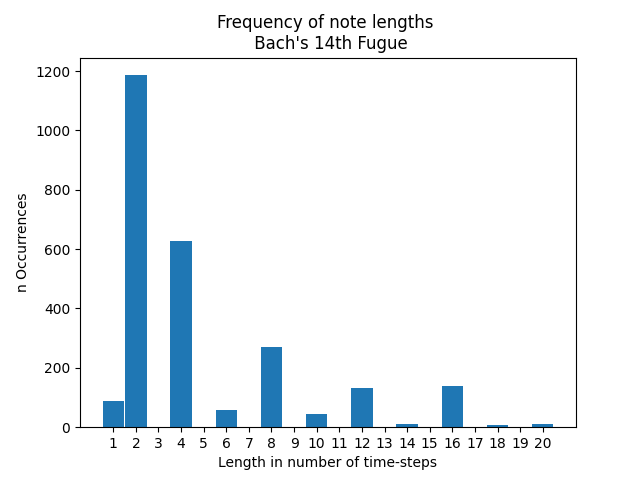 Frequency of note lengths
Bach's 14th Fugue
1200
1000
800
600
400
200
0
n Occurrences
1 2 3 4 5 6 7 8 9 10 11 12 13 14 15 16 17 18 19 20
Length in number of time-steps